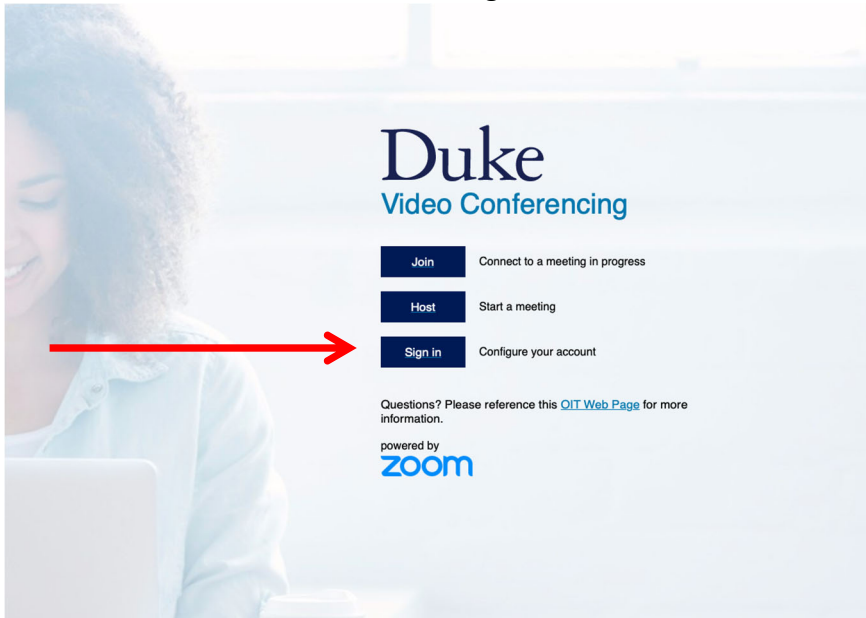 Duke
Video Conferencing
Join Connect to a meeting in progress
Host Start a meeting
Sign in Configure your account
Questions? Please reference this OIT Web Page for more
information.
powered by
zoom